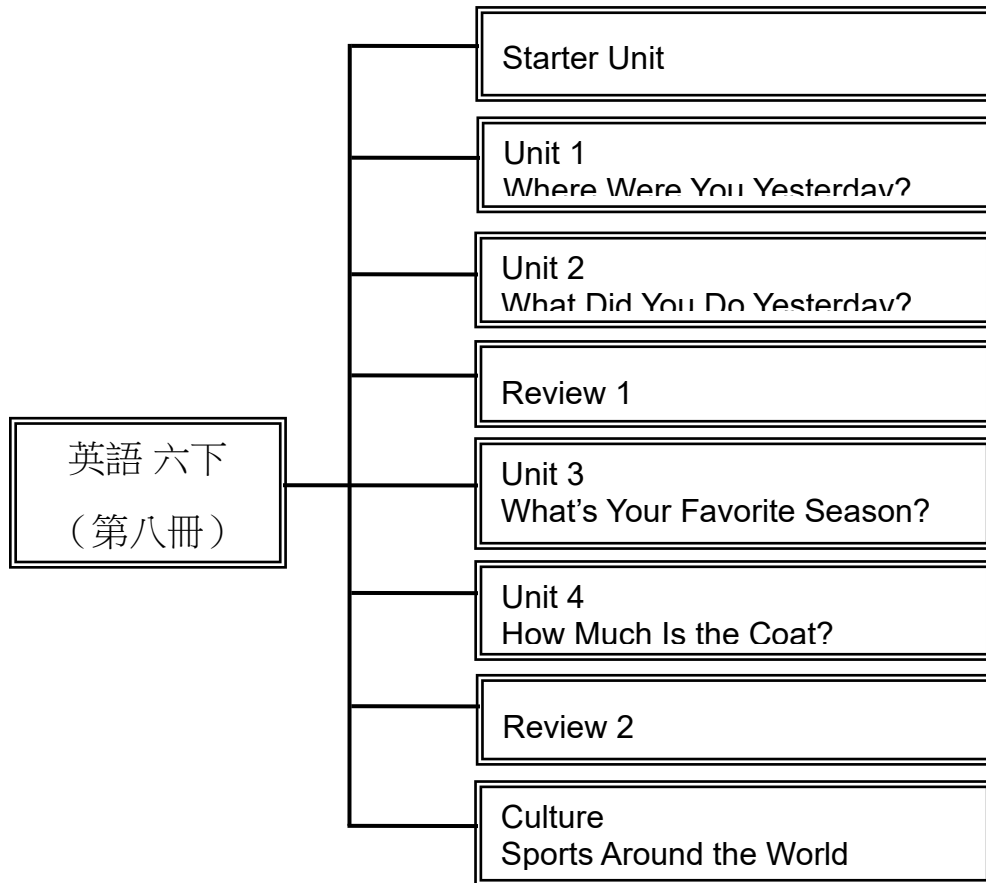 Starter Unit
Unit 1
Where Were You Yesterday?
Unit 2
What Did You Do Yesterday?
Review 1
英語 六下
（第八冊）
Unit 3
What’s Your Favorite Season?
Unit 4
How Much Is the Coat?
Review 2
Culture
Sports Around the World